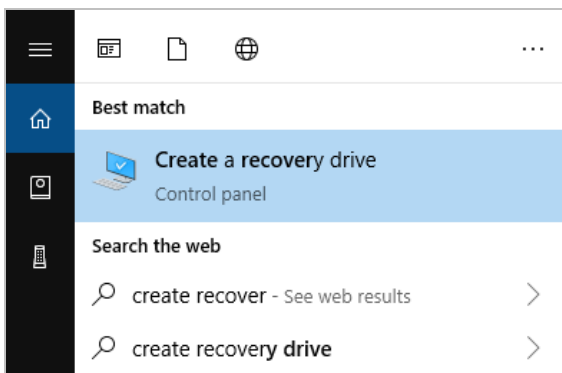 ...
Best match
Create a recovery drive
Control panel
Search the web
create recover - See web results
create recovery drive